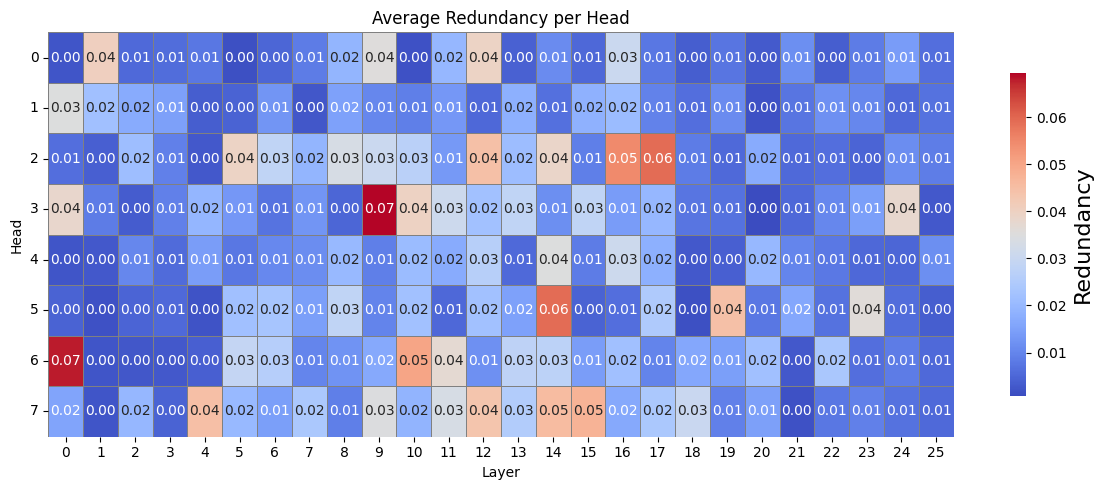 Average Redundancy per Head
0 0.00 0.04 0.01 0.01 0.01 0.00 0.00 0.01 0.02 0.04 0.00 0.02 0.04 0.00 0.01 0.01 0.03 0.01 0.00 0.01 0.00 0.01 0.00 0.01 0.01 0.01
1 0.03 0.02 0.02 0.01 0.00 0.00 0.01 0.00 0.02 0.01 0.01 0.01 0.01 0.02 0.01 0.02 0.02 0.01 0.01 0.01 0.00 0.01 0.01 0.01 0.01 0.01
2 0.01 0.00 0.02 0.01 0.00 0.04 0.03 0.02 0.03 0.03 0.03 0.01 0.04 0.02 0.04 0.01 0.05 0.06 0.01 0.01 0.02 0.01 0.01 0.00 0.01 0.01
3 0.04 0.01 0.00 0.01 0.02 0.01 0.01 0.01 0.00 0.07 0.04 0.03 0.02 0.03 0.01 0.03 0.01 0.02 0.01 0.01 0.00 0.01 0.01 0.01 0.04 0.00
4 0.00 0.00 0.01 0.01 0.01 0.01 0.01 0.01 0.02 0.01 0.02 0.02 0.03 0.01 0.04 0.01 0.03 0.02 0.00 0.00 0.02 0.01 0.01 0.01 0.00 0.01
5 0.00 0.00 0.00 0.01 0.00 0.02 0.02 0.01 0.03 0.01 0.02 0.01 0.02 0.02 0.06 0.00 0.01 0.02 0.00 0.04 0.01 0.02 0.01 0.04 0.01 0.00
6 0.07 0.00 0.00 0.00 0.00 0.03 0.03 0.01 0.01 0.02 0.05 0.04 0.01 0.03 0.03 0.01 0.02 0.01 0.02 0.01 0.02 0.00 0.02 0.01 0.01 0.01
7 0.02 0.00 0.02 0.00 0.04 0.02 0.01 0.02 0.01 0.03 0.02 0.03 0.04 0.03 0.05 0.05 0.02 0.02 0.03 0.01 0.01 0.00 0.01 0.01 0.01 0.01
0 1 2 3 4 5 6 7 8 9 10 11 12 13 14 15 16 17 18 19 20 21 22 23 24 25
Layer
Head
0.06
0.05
0.04
0.03
0.02
0.01
Redundancy